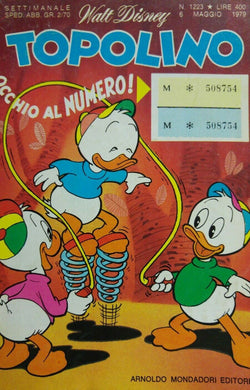 SETTIMANALE
SPED. ABB. GR. 2/70
Walt Disney
N. 1223 • LIRE 400
6 MAGGIO 1979
TOPOLINO
OCCHIO AL NUMERO!
M * 508754
M * 508754
ARNOLDO MONDADORI EDITORE